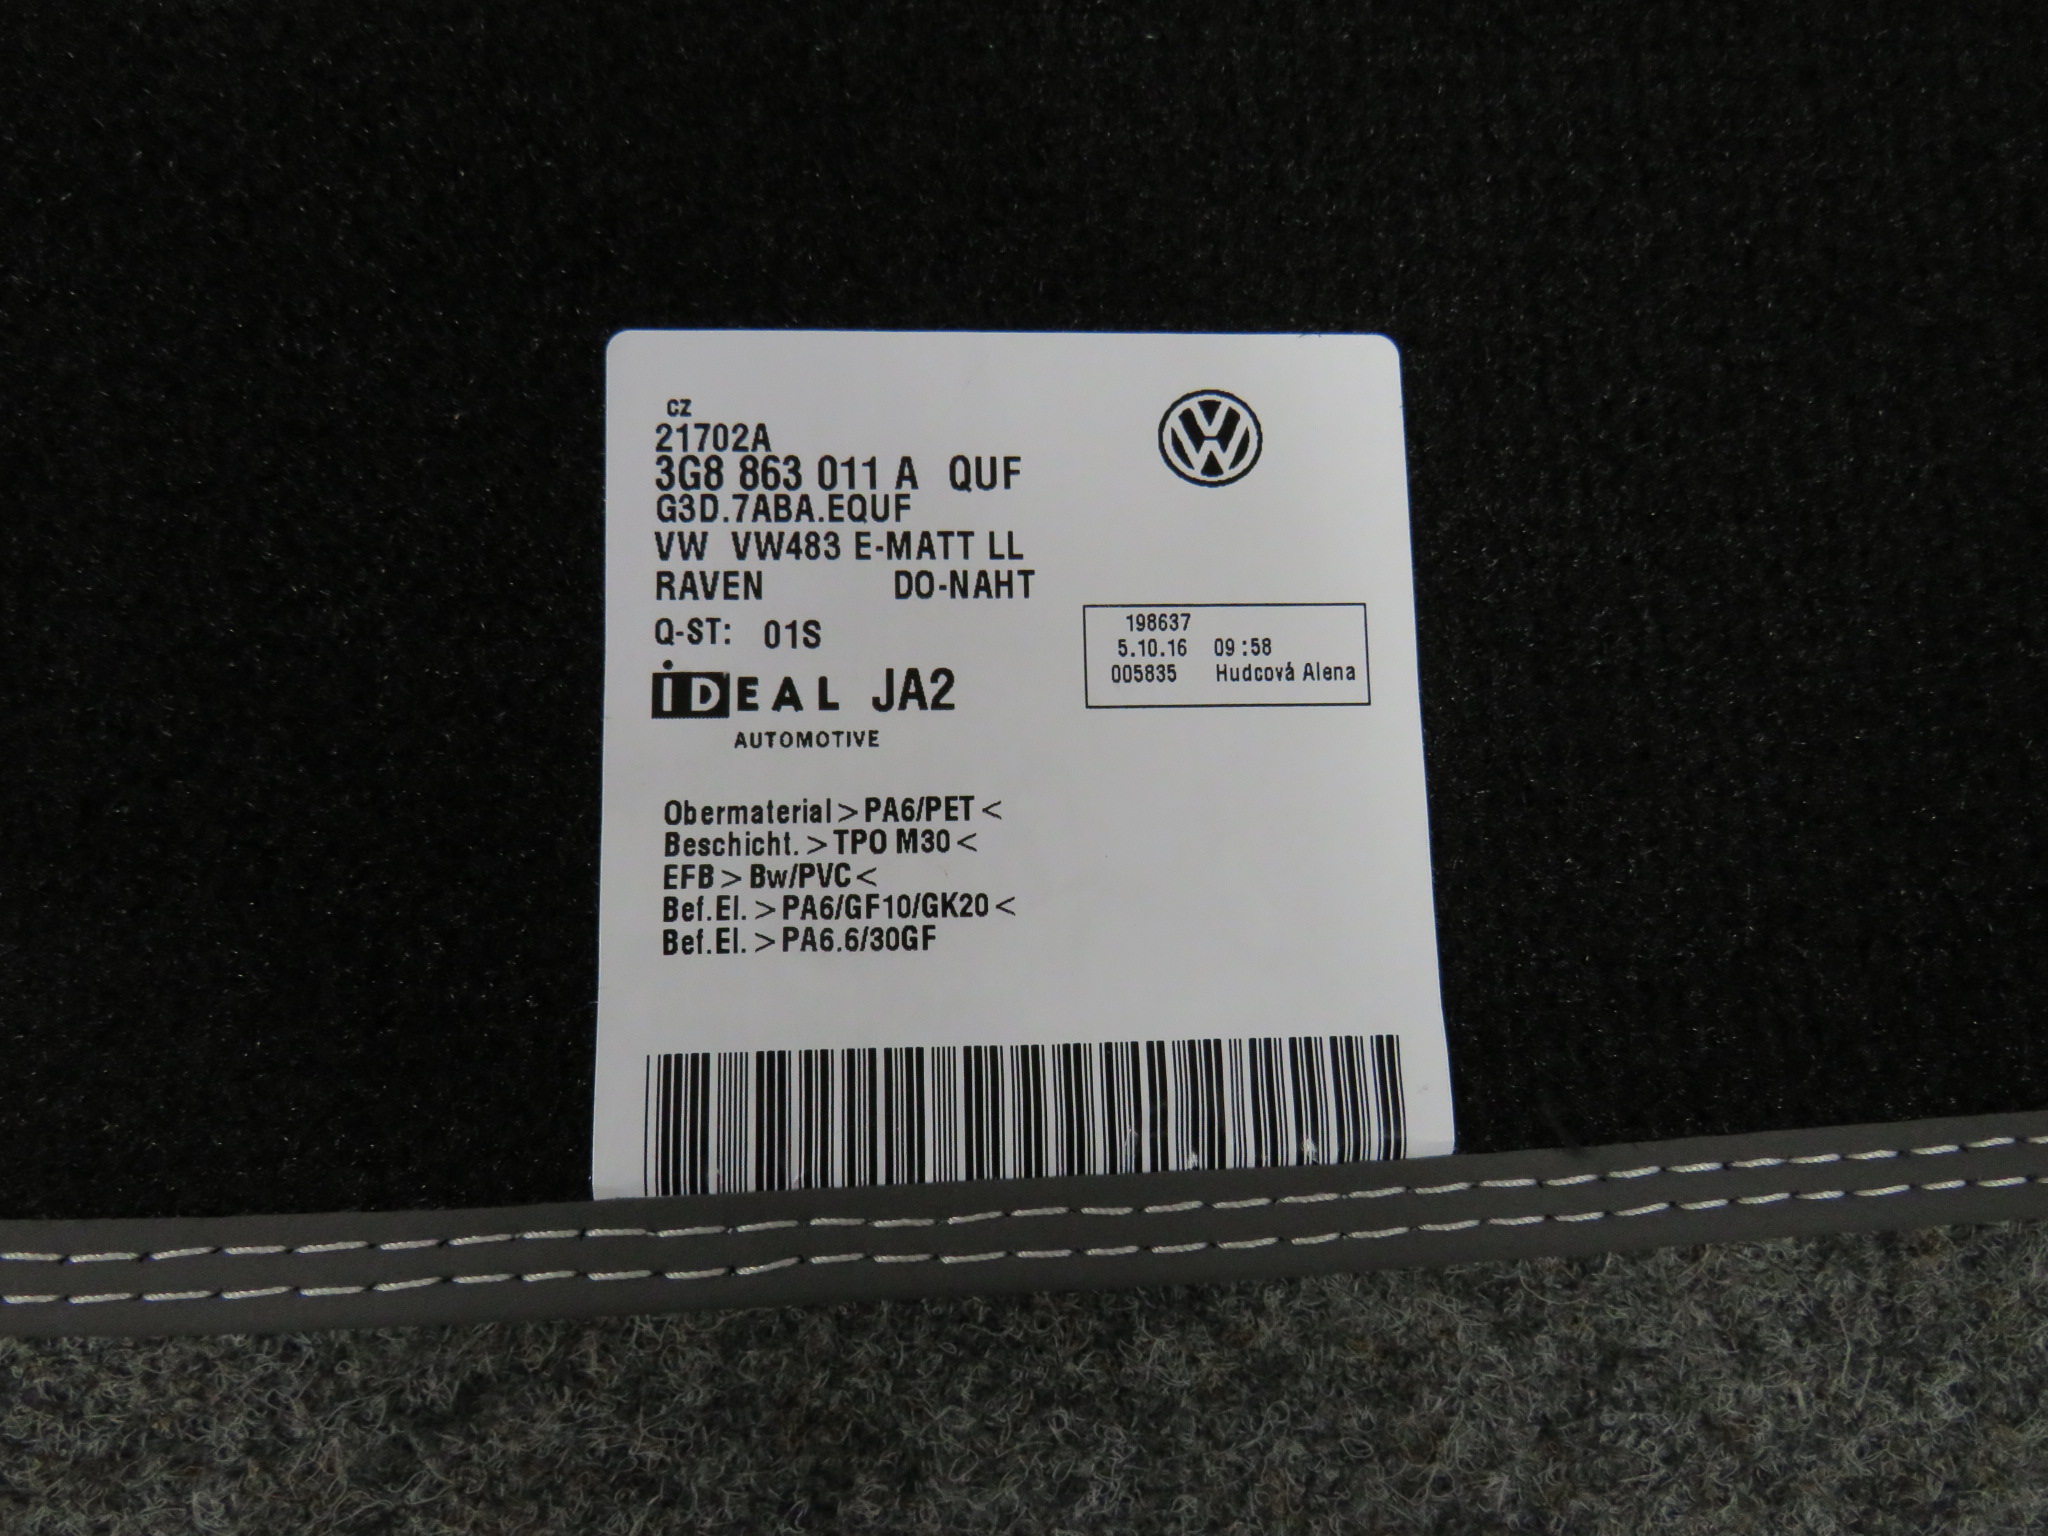 CZ
21702A
3G8 863 011 A QUF
G3D.7ABA.EQUF
VW VW483 E-MATT LL
RAVEN DO-NAHT
Q-ST: 01S
iDEAL JA2
AUTOMOTIVE
198637
5.10.16 09:58
005835 Hudcová Alena
Obermaterial >PA6/PET<
Beschicht. >TPO M30<
EFB >Bw/PVC<
Bef.El. >PA6/GF10/GK20<
Bef.El. >PA6.6/30GF